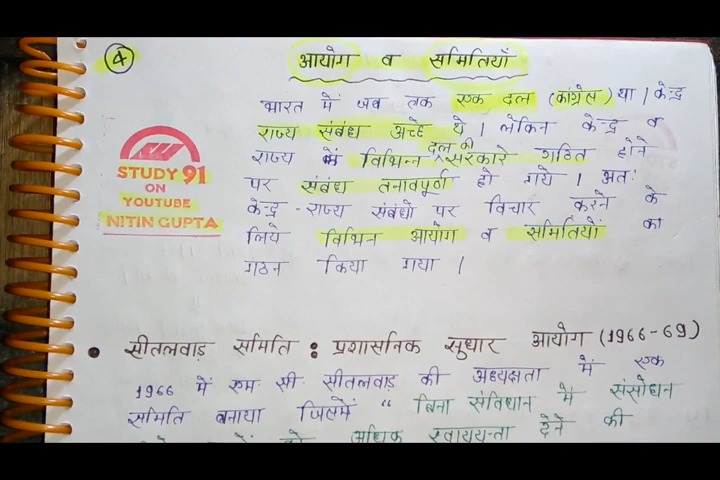 4
आयोग व समितियाँ
भारत में जब तक एक दल (कांग्रेस) था। केन्द्र
राज्य संबंध अच्छे थे। लेकिन केन्द्र व
राज्य में विभिन्न दल की सरकारे गठित होने
पर संबंध तनावपूर्ण हो गये। अतः
केन्द्र - राज्य संबंधो पर विचार करने के
लिये विभिन आयोग व समितियों का
गठन किया गया।
STUDY 91
ON
YOUTUBE
NITIN GUPTA
• सीतलवाड़ समिति : प्रशासनिक सुधार आयोग (1966-69)
1966 में एम. सी. सीतलवाड़ की अध्यक्षता में एक
समिति बनाया जिसमें “ बिना संविधान में संसोधन
अधिक स्वायय-ता देने की